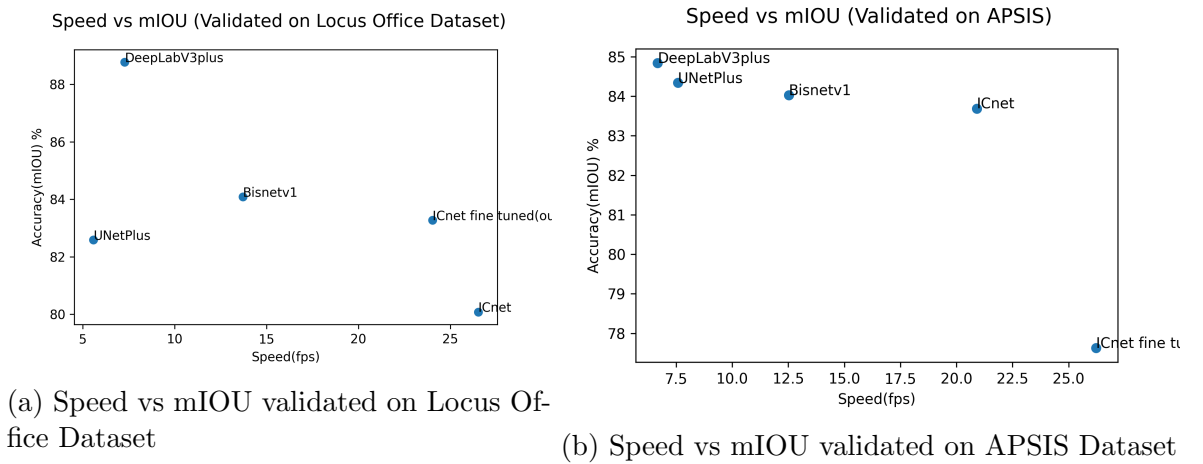 Speed vs mIOU (Validated on Locus Office Dataset)
Accuracy(mIOU) %
88
86
84
82
80
DeepLabV3plus
Bisnetv1
ICnet fine tuned(ou
UNetPlus
ICnet
5
10
15
20
25
Speed(fps)
(a) Speed vs mIOU validated on Locus Of-
fice Dataset
Speed vs mIOU (Validated on APSIS)
Accuracy(mIOU) %
85
84
83
82
81
80
79
78
DeepLabV3plus
UNetPlus
Bisnetv1
ICnet
ICnet fine tu
7.5
10.0
12.5
15.0
17.5
20.0
22.5
25.0
Speed(fps)
(b) Speed vs mIOU validated on APSIS Dataset